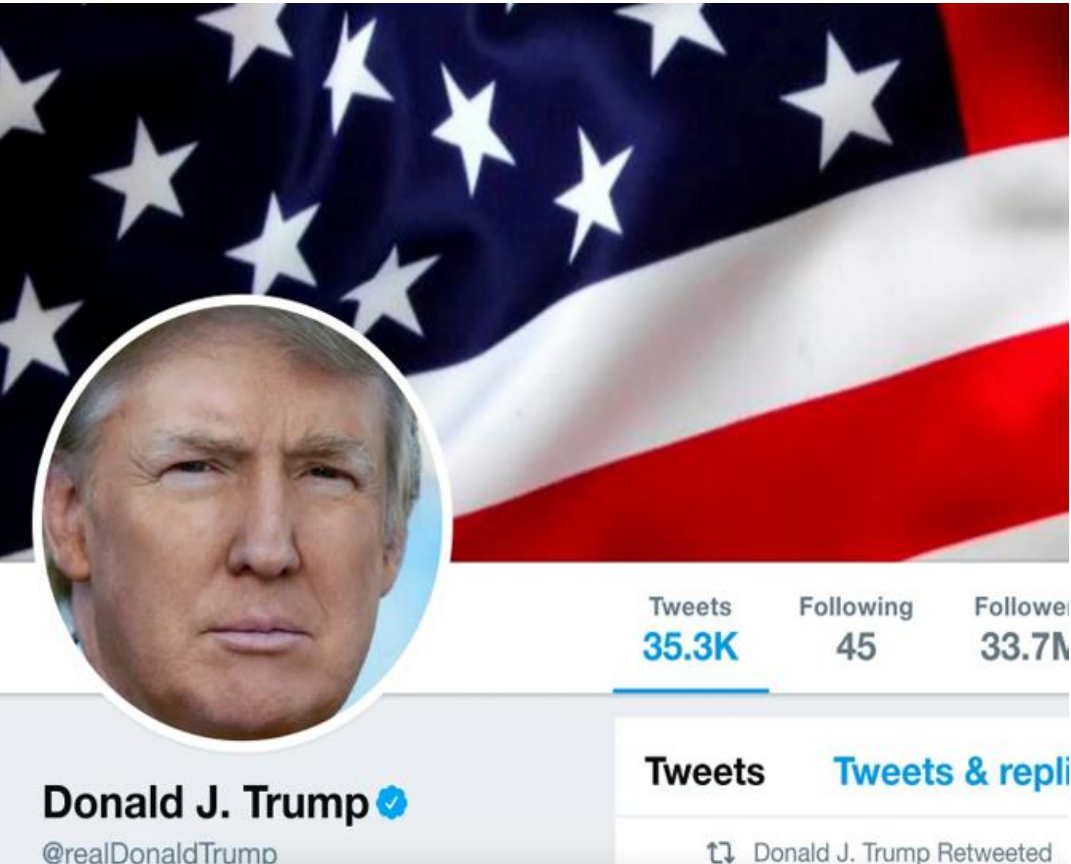 Tweets Following Followe
35.3K 45 33.7M
Tweets Tweets & repli
Donald J. Trump
@realDonaldTrump
Donald J. Trump Retweeted